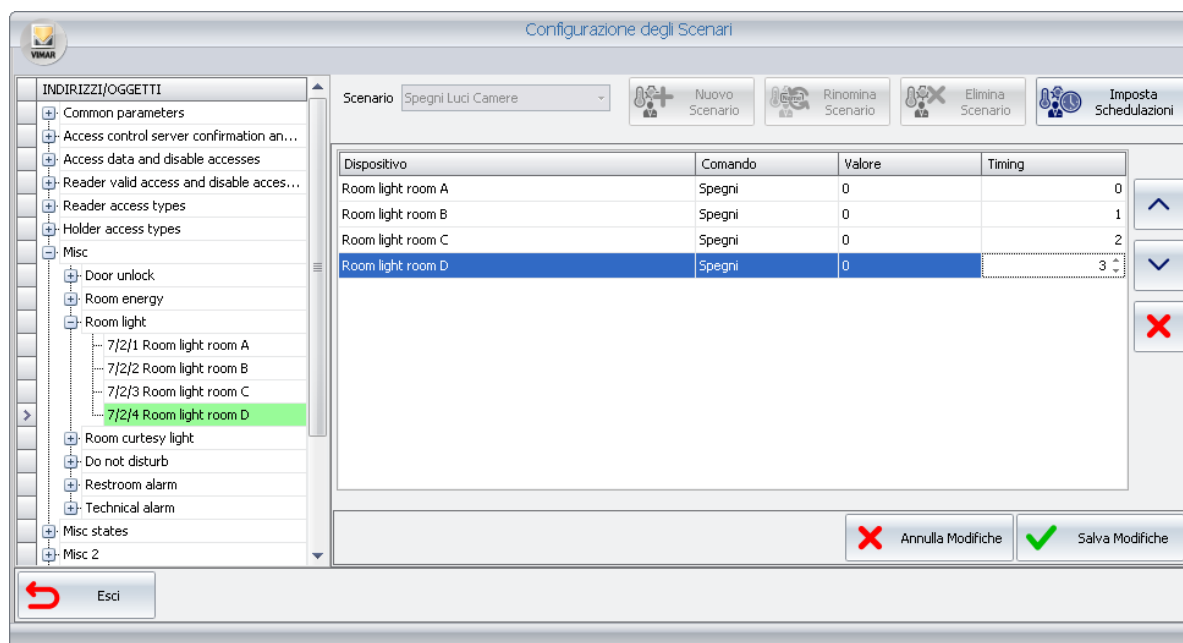 Configurazione degli Scenari
VIMAR
INDIRIZZI/OGGETTI
Common parameters
Access control server confirmation an...
Access data and disable accesses
Reader valid access and disable acces...
Reader access types
Holder access types
Misc
Door unlock
Room energy
Room light
7/2/1 Room light room A
7/2/2 Room light room B
7/2/3 Room light room C
7/2/4 Room light room D
Room curtesy light
Do not disturb
Restroom alarm
Technical alarm
Misc states
Misc 2
Scenario Spegni Luci Camere
Nuovo
Scenario
Rinomina
Scenario
Elimina
Scenario
Imposta
Schedulazioni
Dispositivo Comando Valore Timing
Room light room A Spegni 0 0
Room light room B Spegni 0 1
Room light room C Spegni 0 2
Room light room D Spegni 0 3
Annulla Modifiche Salva Modifiche
Esci